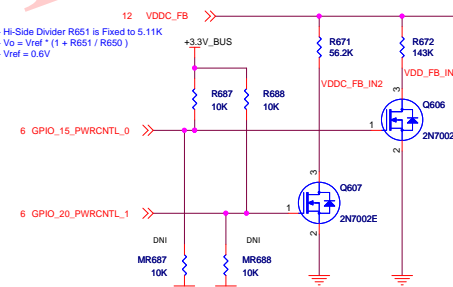 12 VDDC_FB
Hi-Side Divider R651 is Fixed to 5.11K
Vo = Vref * (1 + R651 / R650 )
Vref = 0.6V
+3.3V_BUS
R671
56.2K
R672
143K
VDDC_FB_IN2
VDD_FB_IN
R687
10K
R688
10K
3
Q606
2N7002
1
2
6 GPIO_15_PWRCNTL_0
3
Q607
2N7002E
1
2
6 GPIO_20_PWRCNTL_1
DNI
DNI
MR687
10K
MR688
10K